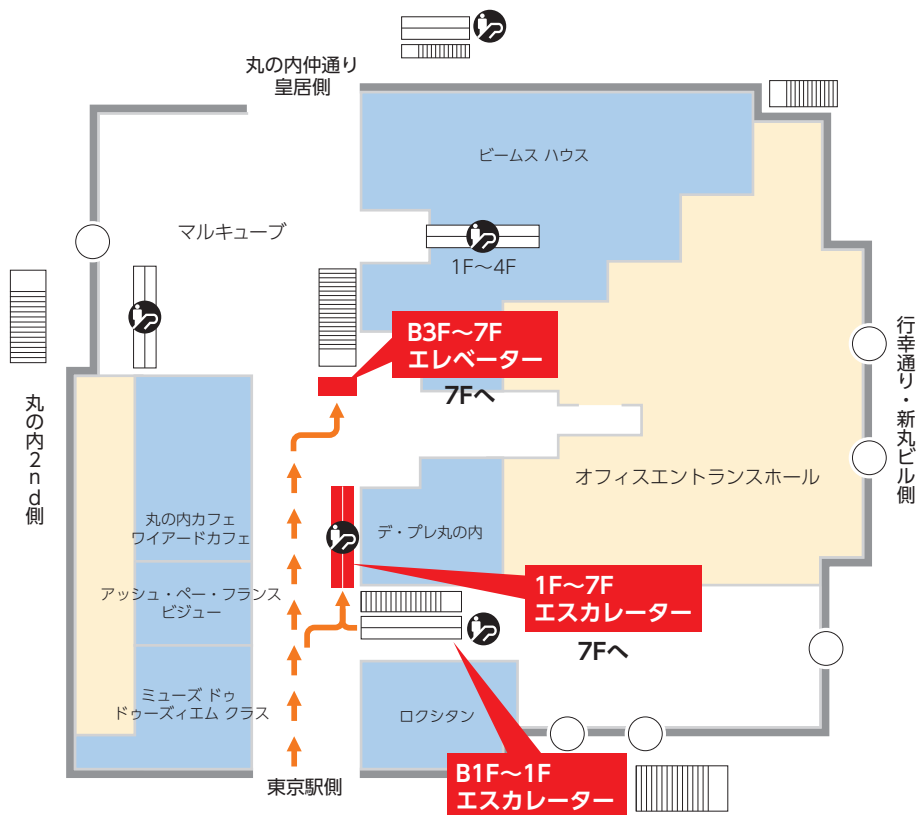 丸の内仲通り
皇居側
ビームス ハウス
マルキューブ
1F～4F
B3F～7F
エレベーター
7Fへ
行幸通り・新丸ビル側
丸の内2nd側
オフィスエントランスホール
丸の内カフェ
ワイアードカフェ
デ・プレ丸の内
アッシュ・ペー・フランス
ビジュー
1F～7F
エスカレーター
7Fへ
ミューズ ドゥ
ドゥーズィエム クラス
ロクシタン
B1F～1F
エスカレーター
東京駅側